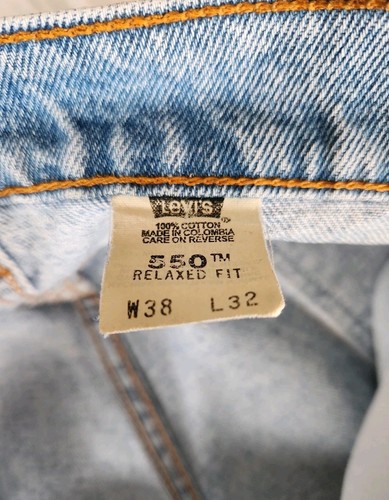 Levi's ®
100% COTTON
MADE IN COLOMBIA
CARE ON REVERSE
550™
RELAXED FIT
W38 L32